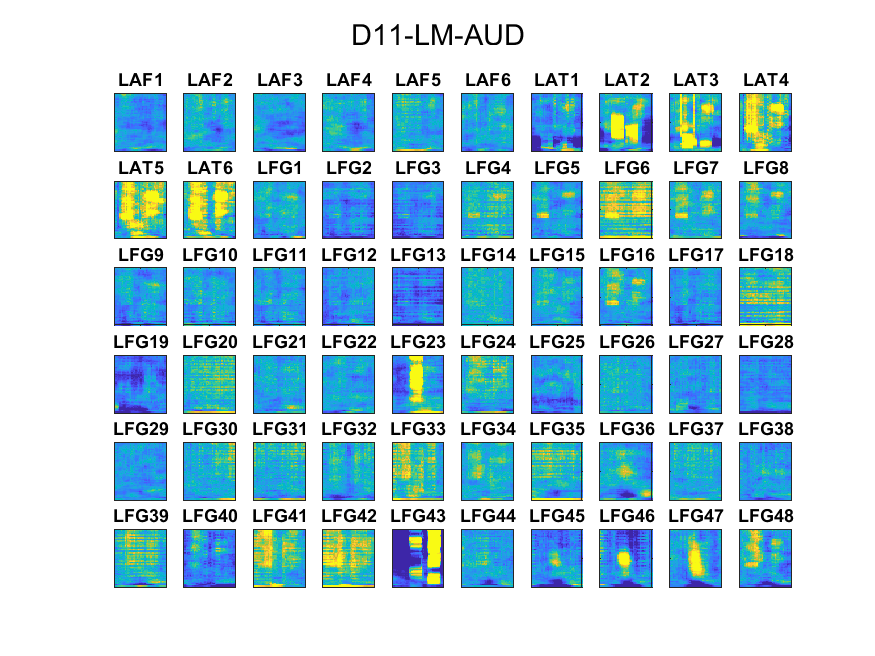 D11-LM-AUD
LAF1 LAF2 LAF3 LAF4 LAF5 LAF6 LAT1 LAT2 LAT3 LAT4
LAT5 LAT6 LFG1 LFG2 LFG3 LFG4 LFG5 LFG6 LFG7 LFG8
LFG9 LFG10 LFG11 LFG12 LFG13 LFG14 LFG15 LFG16 LFG17 LFG18
LFG19 LFG20 LFG21 LFG22 LFG23 LFG24 LFG25 LFG26 LFG27 LFG28
LFG29 LFG30 LFG31 LFG32 LFG33 LFG34 LFG35 LFG36 LFG37 LFG38
LFG39 LFG40 LFG41 LFG42 LFG43 LFG44 LFG45 LFG46 LFG47 LFG48